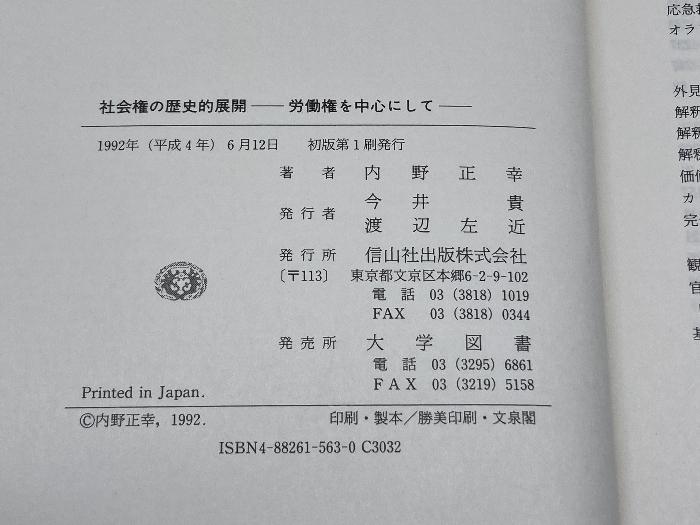 社会権の歴史的展開――労働権を中心にして――
1992年（平成4年）6月12日　初版第1刷発行
著者　内野正幸
発行者　今井貴
渡辺左近
発行所　信山社出版株式会社
〔〒113〕　東京都文京区本郷6-2-9-102
電話　03（3818）1019
FAX　03（3818）0344
発売所　大学図書
電話　03（3295）6861
FAX　03（3219）5158
Printed in Japan.
©内野正幸，1992.　印刷・製本／勝美印刷・文泉閣
ISBN4-88261-563-0 C3032
応急
オラ
外見
解釈
解釈
解釈
価値
カ
完
観
官
基